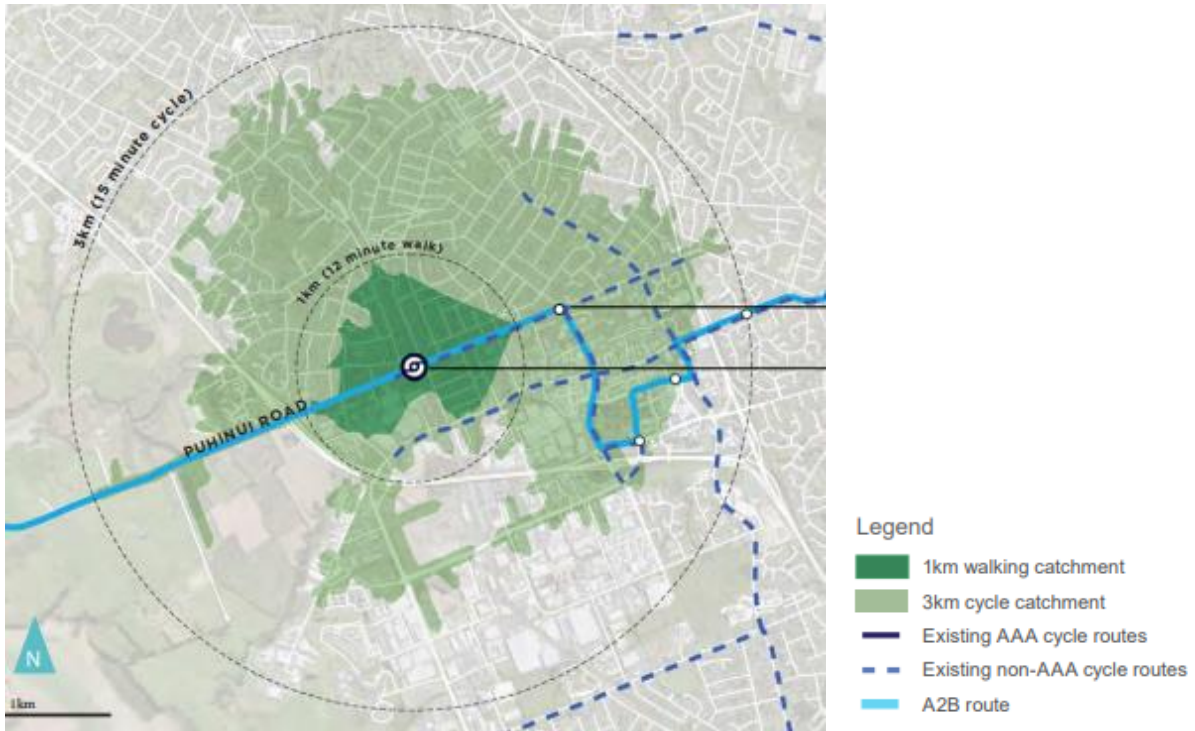 3km (15 minute cycle)
1km (12 minute walk)
PUHINUI ROAD
N
1km
Legend
1km walking catchment
3km cycle catchment
Existing AAA cycle routes
Existing non-AAA cycle routes
A2B route